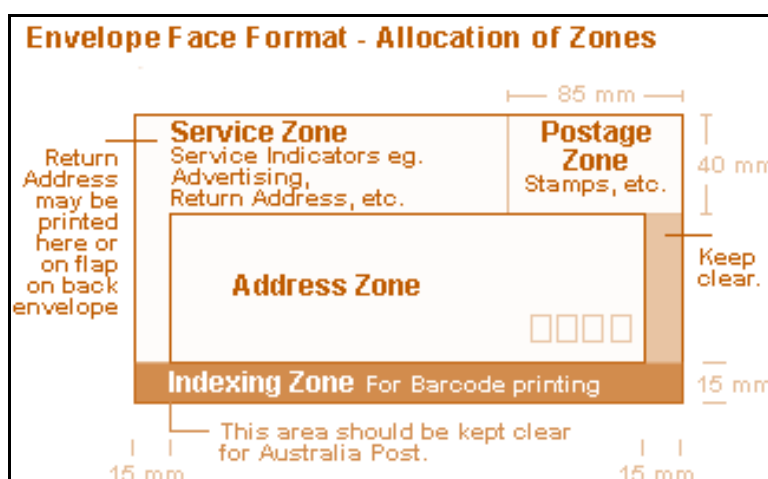 Envelope Face Format - Allocation of Zones
85 mm
Service Zone
Service Indicators eg.
Advertising,
Return Address, etc.
Postage
Zone
Stamps, etc.
40 mm
Return
Address
may be
printed
here or
on flap
on back
envelope
Keep
clear.
Address Zone
Indexing Zone For Barcode printing
15 mm
This area should be kept clear
for Australia Post.
15 mm
15 mm